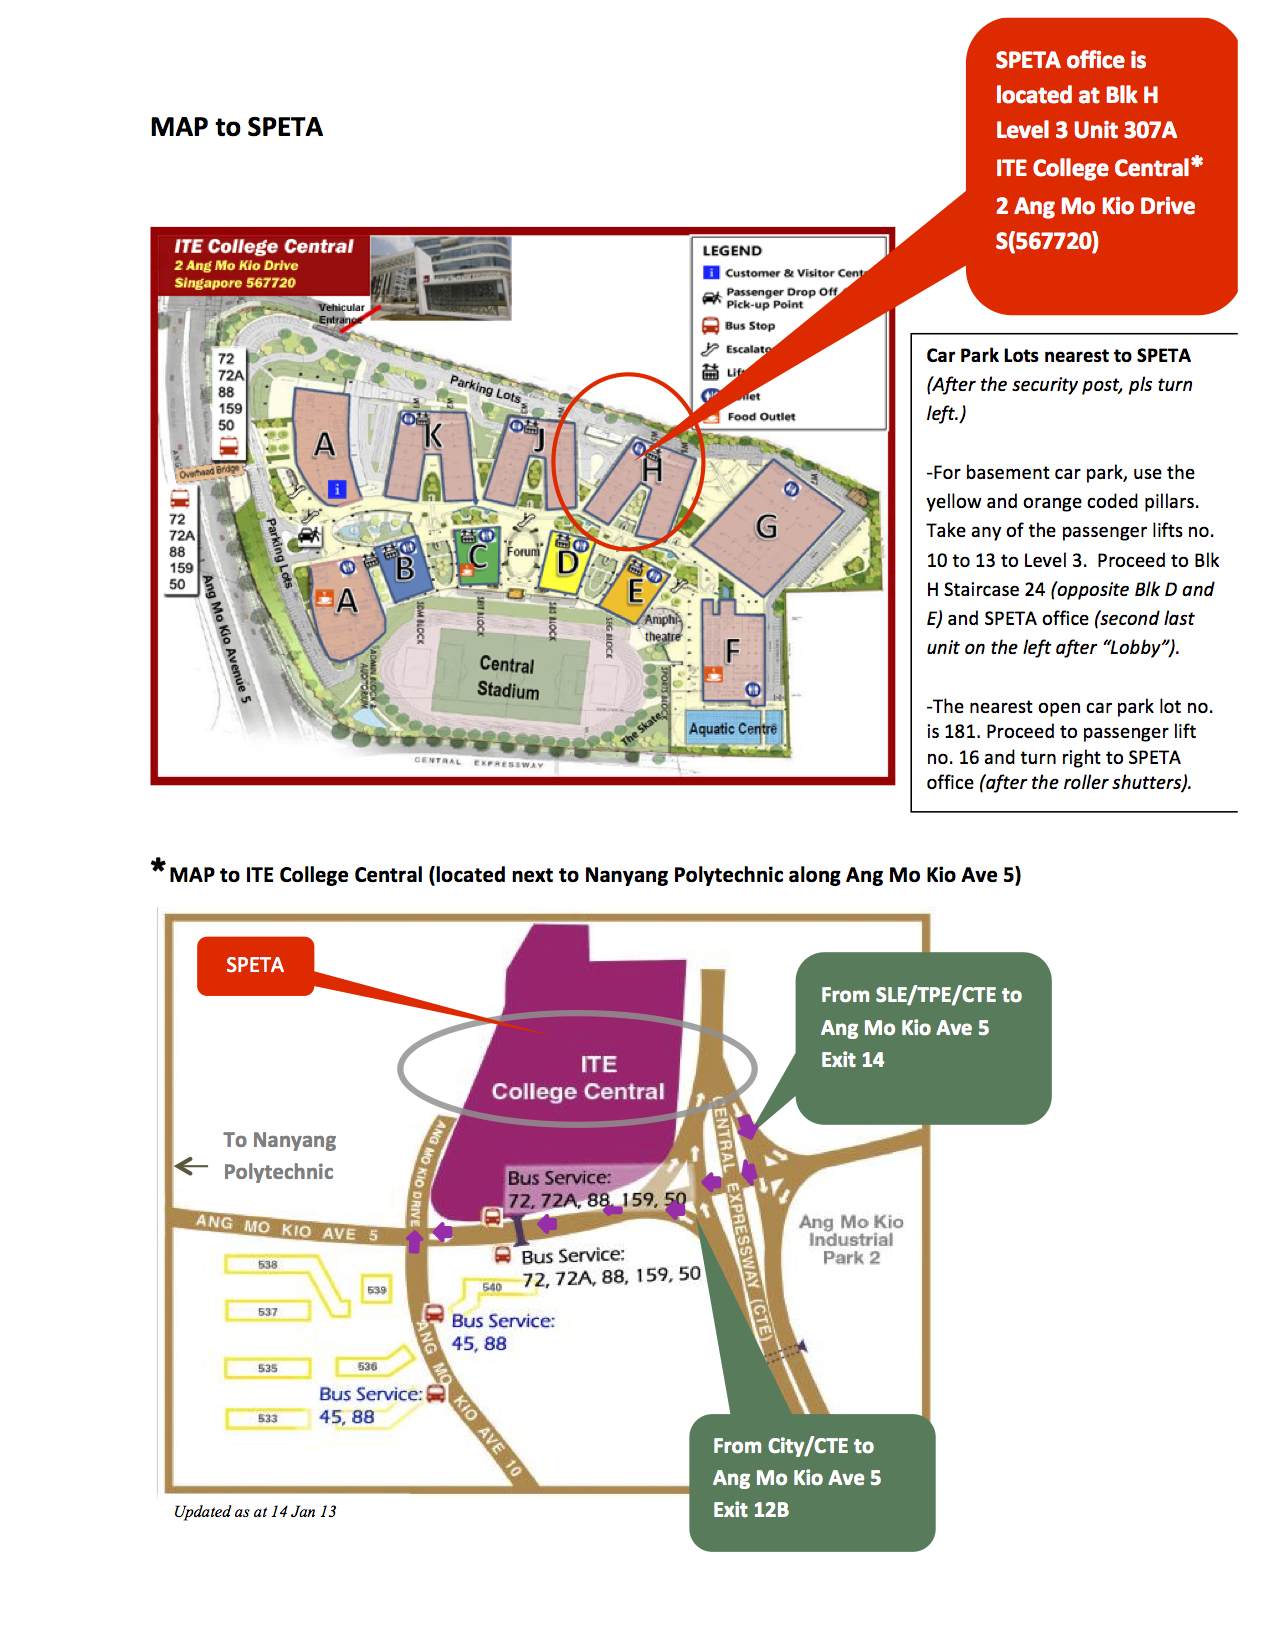 MAP to SPETA
SPETA office is
located at Blk H
Level 3 Unit 307A
ITE College Central*
2 Ang Mo Kio Drive
S(567720)
ITE College Central
2 Ang Mo Kio Drive
Singapore 567720
Vehicular
Entrance
LEGEND
Customer & Visitor Cent
Passenger Drop Off
Pick-up Point
Bus Stop
Escalato
Lif
ilet
Food Outlet
72
72A
88
159
50
Overhead Bridge
72
72A
88
159
50
Parking Lots
Parking Lots
Ang Mo Kio Avenue 5
A
K
J
H
G
A
B
C
Forum
D
E
F
Amphi-
theatre
Central
Stadium
The Skate
Aquatic Centre
ADMIN BLOCK &
AUDITORIUM
SPORTS BLOCK
CENTRAL EXPRESSWAY
Car Park Lots nearest to SPETA
(After the security post, pls turn
left.)
-For basement car park, use the
yellow and orange coded pillars.
Take any of the passenger lifts no.
10 to 13 to Level 3. Proceed to Blk
H Staircase 24 (opposite Blk D and
E) and SPETA office (second last
unit on the left after “Lobby”).
-The nearest open car park lot no.
is 181. Proceed to passenger lift
no. 16 and turn right to SPETA
office (after the roller shutters).
*MAP to ITE College Central (located next to Nanyang Polytechnic along Ang Mo Kio Ave 5)
SPETA
From SLE/TPE/CTE to
Ang Mo Kio Ave 5
Exit 14
ITE
College Central
To Nanyang
Polytechnic
ANG MO KIO DRIVE
CENTRAL EXPRESSWAY (CTE)
Bus Service:
72, 72A, 88, 159, 50
ANG MO KIO AVE 5
Bus Service:
72, 72A, 88, 159, 50
Ang Mo Kio
Industrial
Park 2
538
539
540
537
Bus Service:
45, 88
535
536
Bus Service:
45, 88
533
ANG MO KIO AVE 10
From City/CTE to
Ang Mo Kio Ave 5
Exit 12B
Updated as at 14 Jan 13